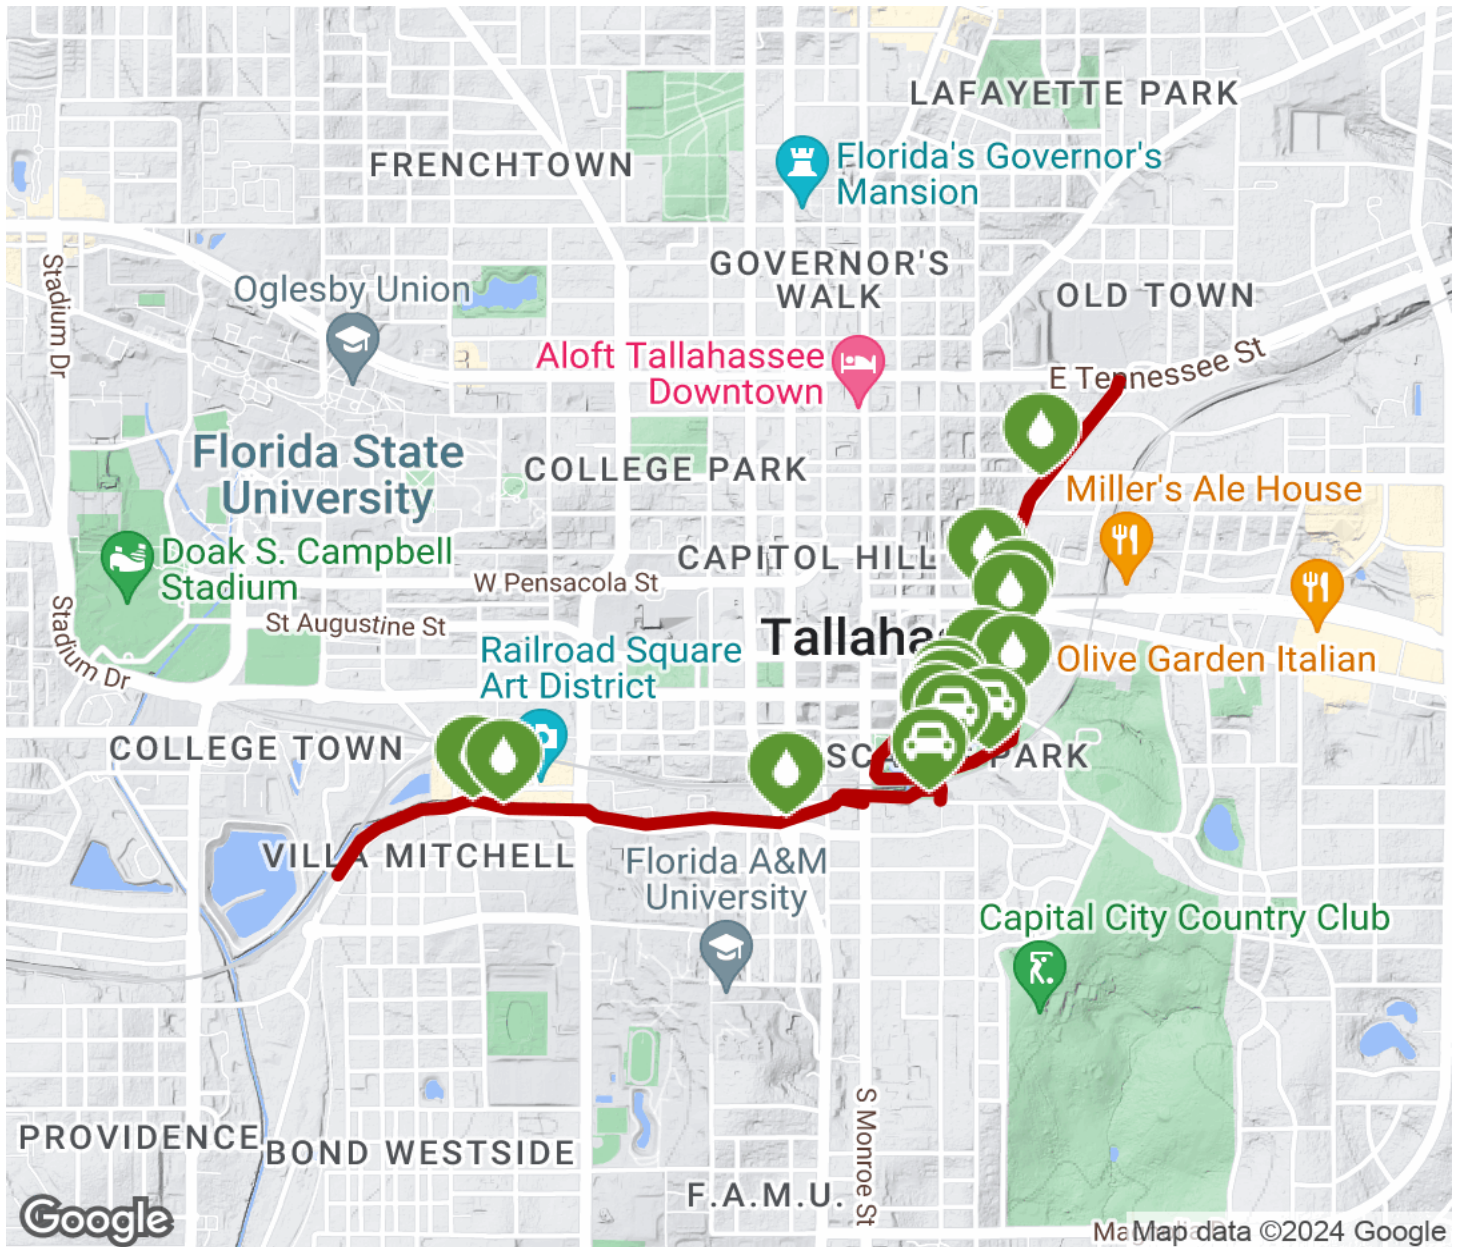 LAFAYETTE PARK
FRENCHTOWN
Florida's Governor's
Mansion
GOVERNOR'S
WALK
Oglesby Union
OLD TOWN
Stadium Dr
Aloft Tallahassee
Downtown
E Tennessee St
Florida State
University
COLLEGE PARK
Miller's Ale House
Doak S. Campbell
Stadium
CAPITOL HILL
W Pensacola St
St Augustine St
Stadium Dr
Tallaha
Railroad Square
Art District
Olive Garden Italian
COLLEGE TOWN
PARK
VILLA MITCHELL
Florida A&M
University
Capital City Country Club
S Monroe St
PROVIDENCE
BOND WESTSIDE
F.A.M.U.
Google
Map data ©2024 Google